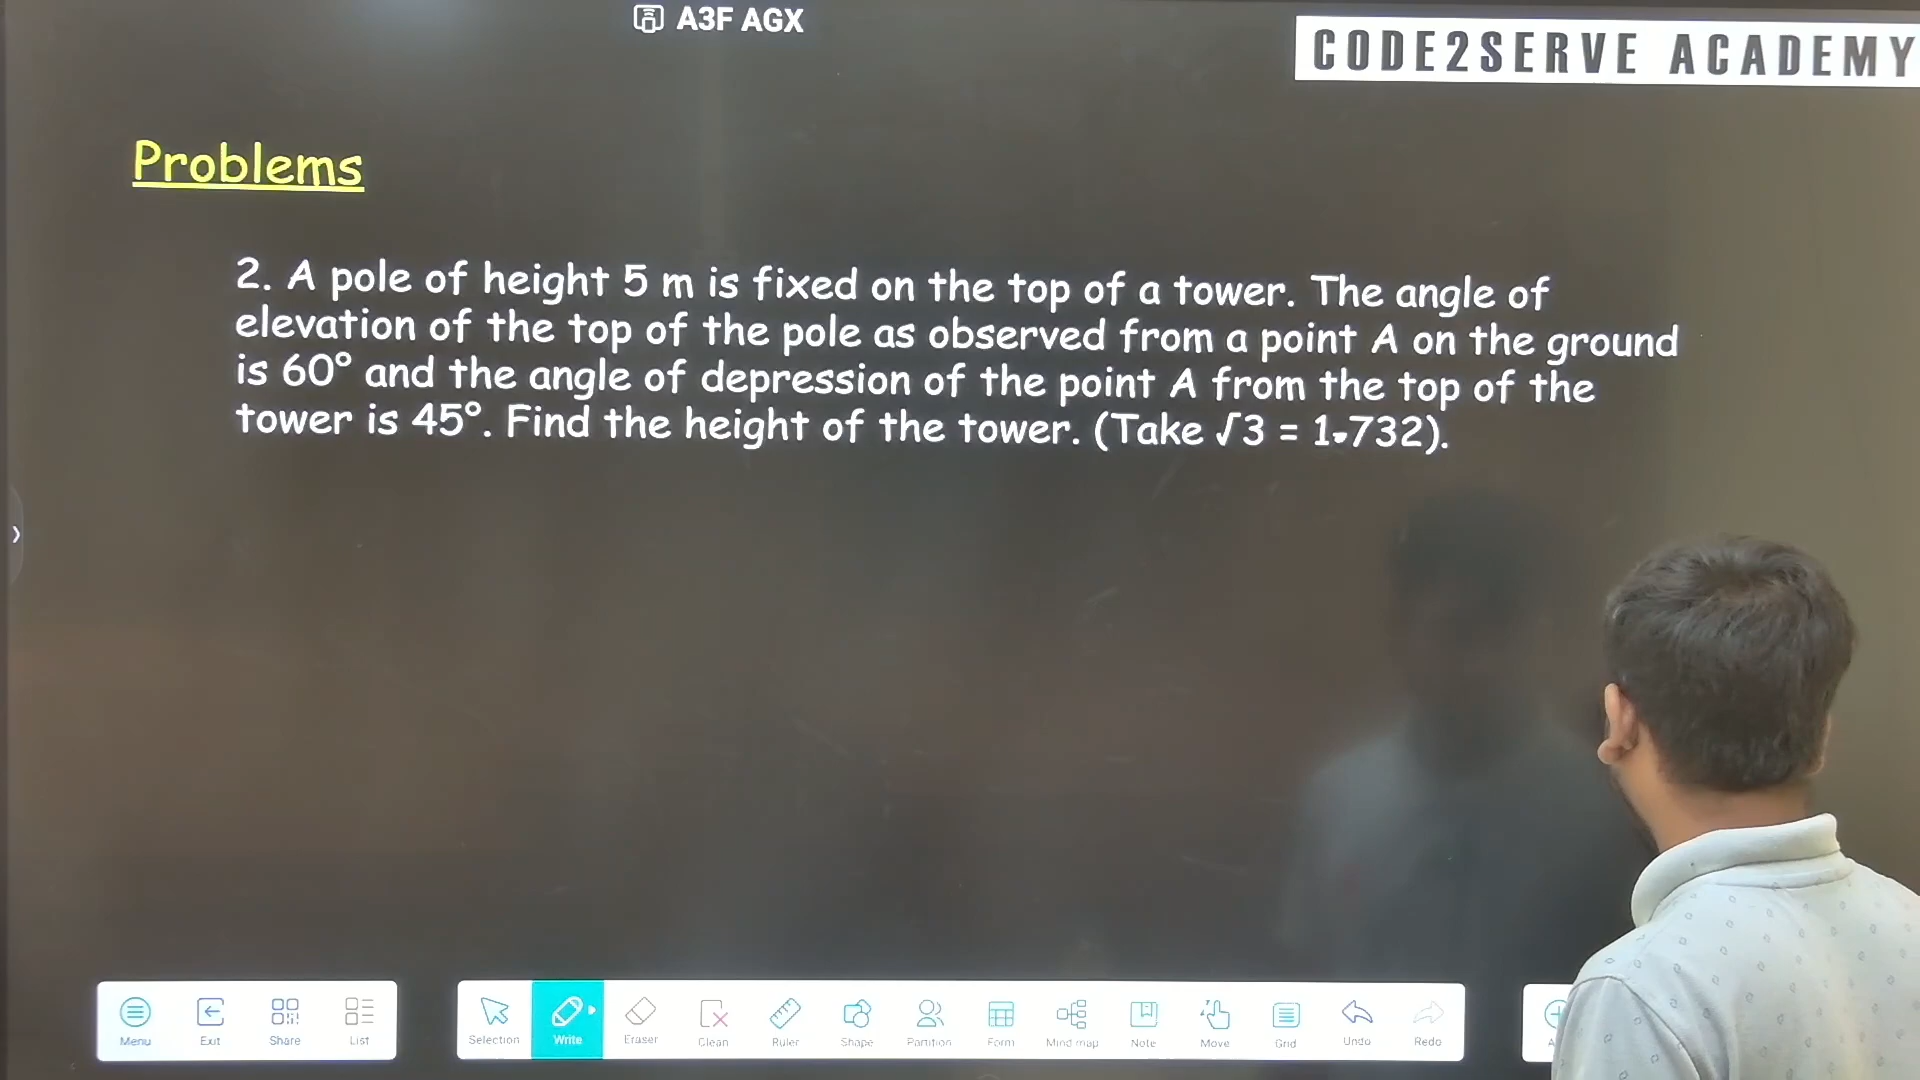 A3F AGX
CODE2SERVE ACADEMY
Problems
2. A pole of height 5 m is fixed on the top of a tower. The angle of
elevation of the top of the pole as observed from a point A on the ground
is 60° and the angle of depression of the point A from the top of the
tower is 45°. Find the height of the tower. (Take √3 = 1.732).
Menu Exit Share List Selection Write Eraser Clean Ruler Shape Partition Form Mind map Note Move Grid Undo Redo